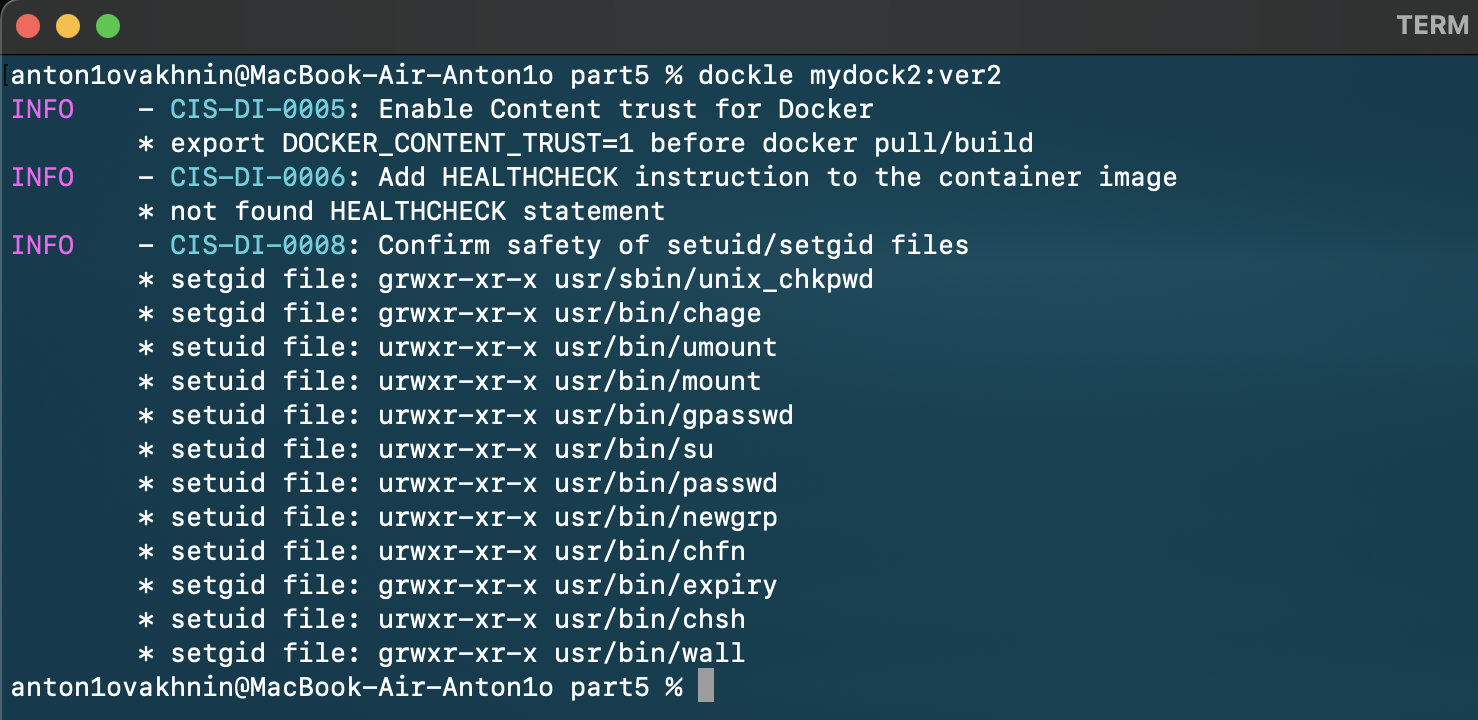 TERM
anton1ovakhnin@MacBook-Air-Anton1o part5 % dockle mydock2:ver2
INFO    - CIS-DI-0005: Enable Content trust for Docker
        * export DOCKER_CONTENT_TRUST=1 before docker pull/build
INFO    - CIS-DI-0006: Add HEALTHCHECK instruction to the container image
        * not found HEALTHCHECK statement
INFO    - CIS-DI-0008: Confirm safety of setuid/setgid files
        * setgid file: grwxr-xr-x usr/sbin/unix_chkpwd
        * setgid file: grwxr-xr-x usr/bin/chage
        * setuid file: urwxr-xr-x usr/bin/umount
        * setuid file: urwxr-xr-x usr/bin/mount
        * setuid file: urwxr-xr-x usr/bin/gpasswd
        * setuid file: urwxr-xr-x usr/bin/su
        * setuid file: urwxr-xr-x usr/bin/passwd
        * setuid file: urwxr-xr-x usr/bin/newgrp
        * setuid file: urwxr-xr-x usr/bin/chfn
        * setgid file: grwxr-xr-x usr/bin/expiry
        * setuid file: urwxr-xr-x usr/bin/chsh
        * setgid file: grwxr-xr-x usr/bin/wall
anton1ovakhnin@MacBook-Air-Anton1o part5 %